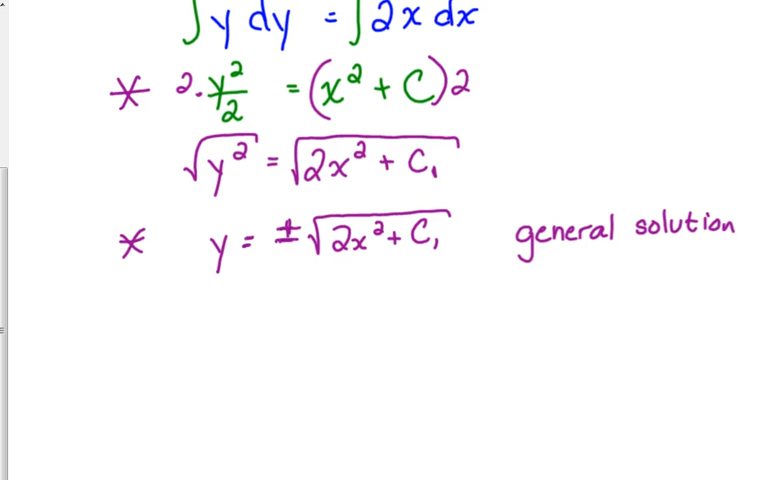 ∫y dy = ∫2x dx
* 2·y²/2 = (x² + C)2
√y² = √2x² + C₁
* y = ±√2x² + C₁ general solution